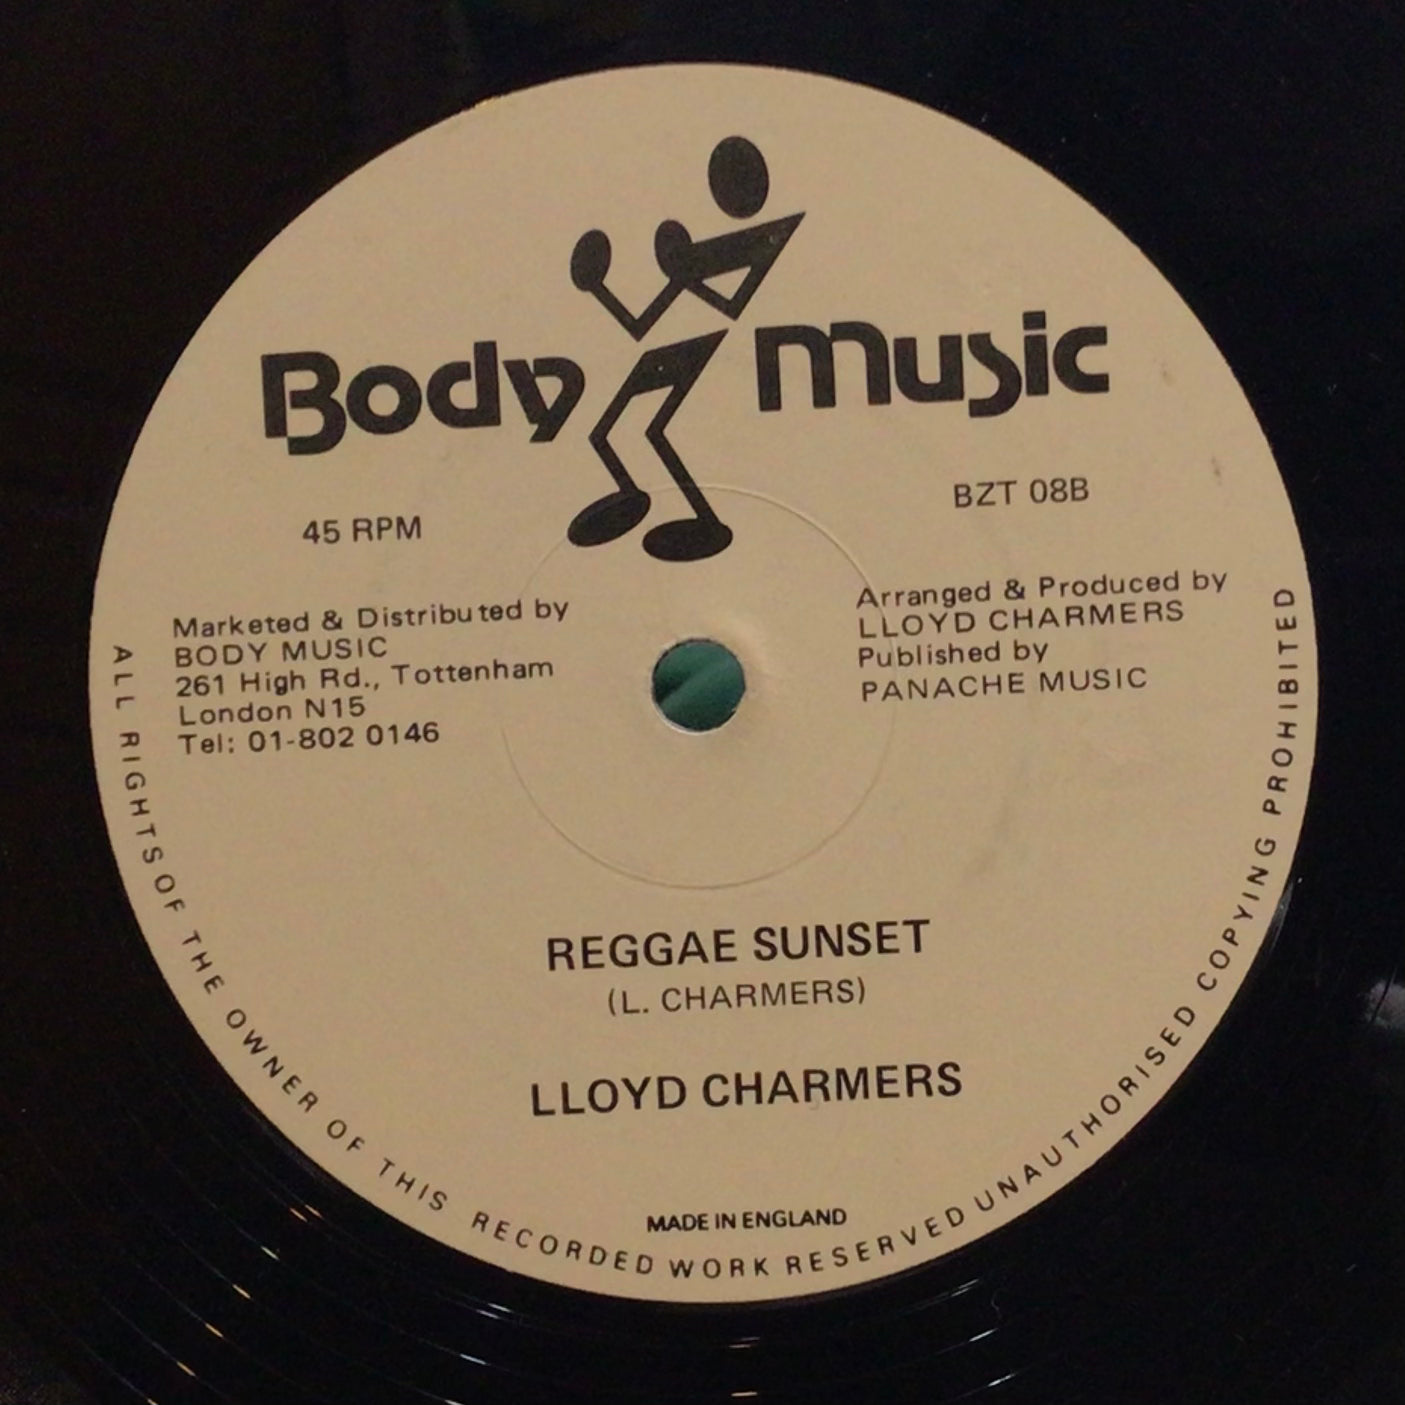 Body Music
45 RPM
BZT 08B
Marketed & Distributed by
BODY MUSIC
261 High Rd., Tottenham
London N15
Tel: 01-802 0146
Arranged & Produced by
LLOYD CHARMERS
Published by
PANACHE MUSIC
REGGAE SUNSET
(L. CHARMERS)
LLOYD CHARMERS
MADE IN ENGLAND
ALL RIGHTS OF THE OWNER OF THIS RECORDED WORK RESERVED UNAUTHORISED COPYING PROHIBITED